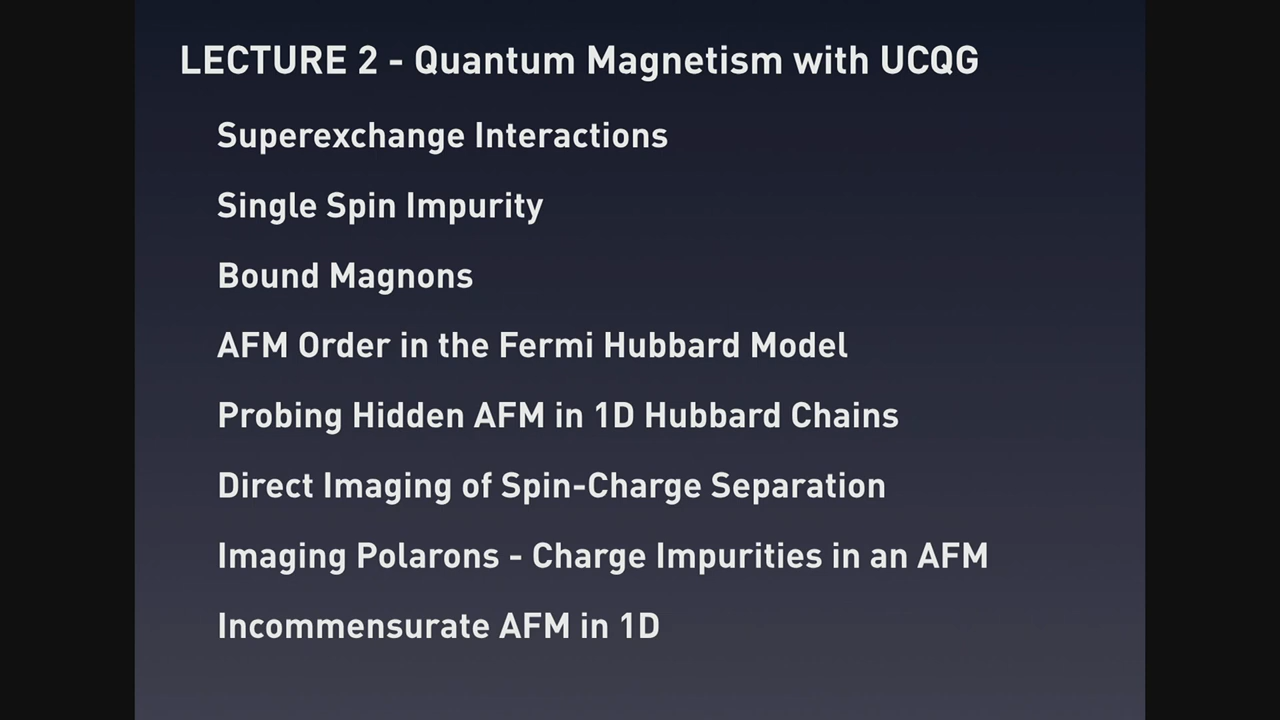 LECTURE 2 - Quantum Magnetism with UCQG
Superexchange Interactions
Single Spin Impurity
Bound Magnons
AFM Order in the Fermi Hubbard Model
Probing Hidden AFM in 1D Hubbard Chains
Direct Imaging of Spin-Charge Separation
Imaging Polarons - Charge Impurities in an AFM
Incommensurate AFM in 1D